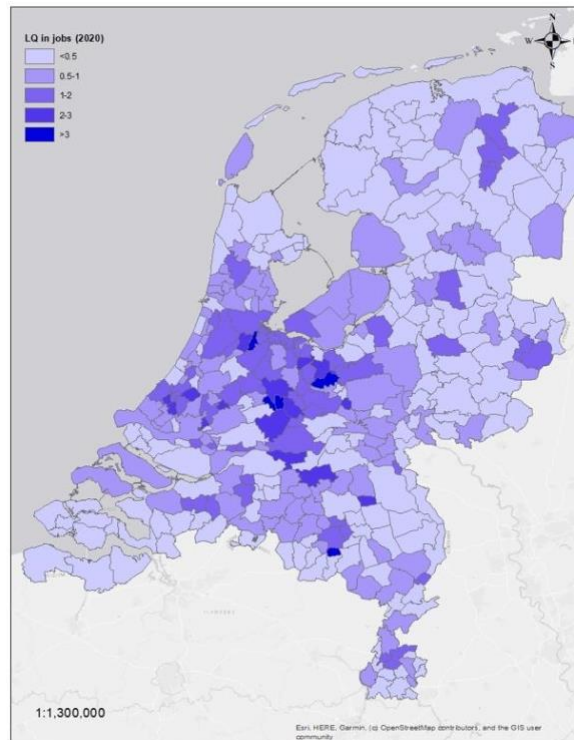 LQ in jobs (2020)
<0.5
0.5-1
1-2
2-3
>3
N
W
S
1:1,300,000
Esri, HERE, Garmin, (c) OpenStreetMap contributors, and the GIS user
community